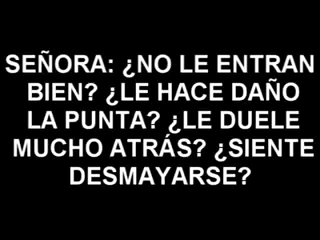 SEÑORA: ¿NO LE ENTRAN
BIEN? ¿LE HACE DAÑO
LA PUNTA? ¿LE DUELE
MUCHO ATRÁS? ¿SIENTE
DESMAYARSE?